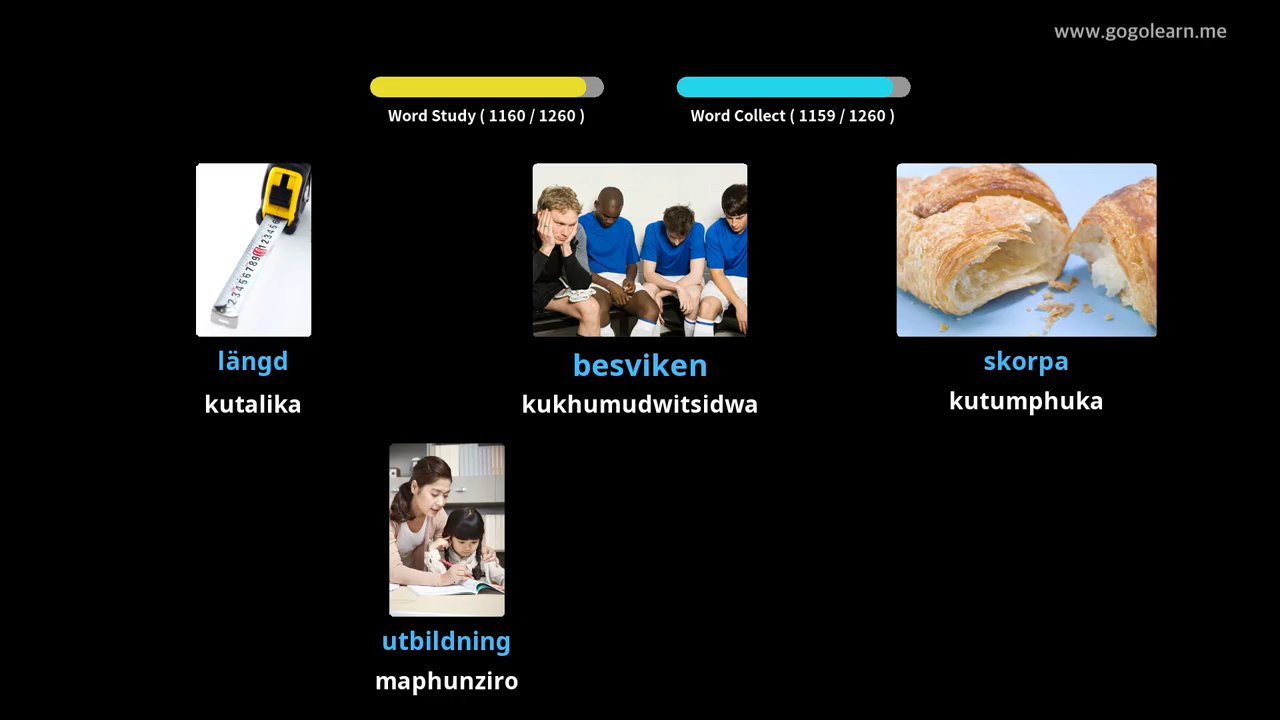 www.gogolearn.me
Word Study ( 1160 / 1260 )
Word Collect ( 1159 / 1260 )
längd
besviken
skorpa
kutalika
kukhumudwitsidwa
kutumphuka
utbildning
maphunziro